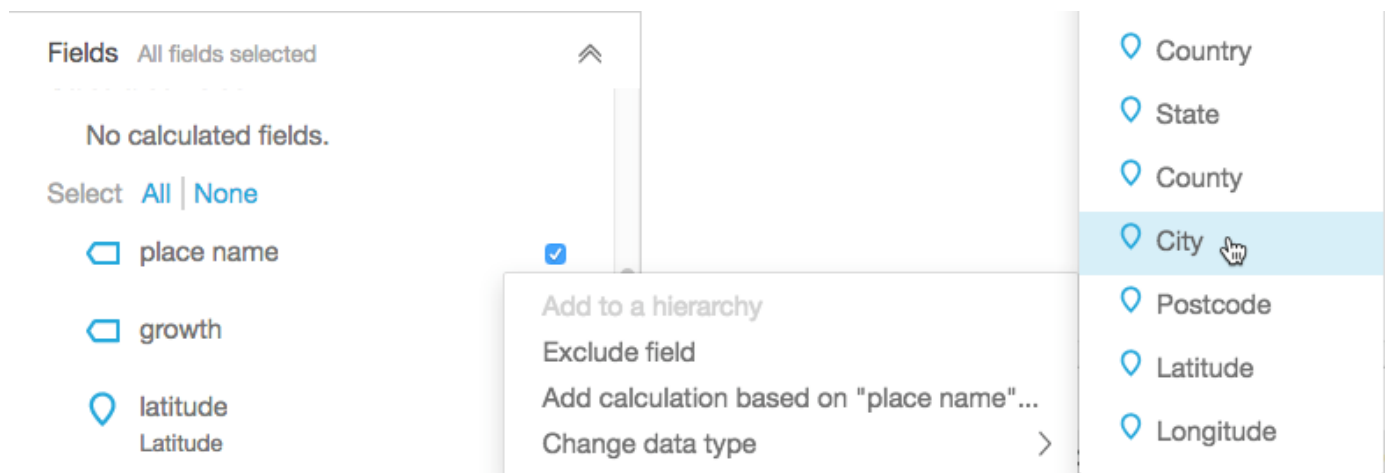 Fields All fields selected
No calculated fields.
Select All | None
place name
growth
latitude
Latitude
Add to a hierarchy
Exclude field
Add calculation based on "place name"...
Change data type
Country
State
County
City
Postcode
Latitude
Longitude